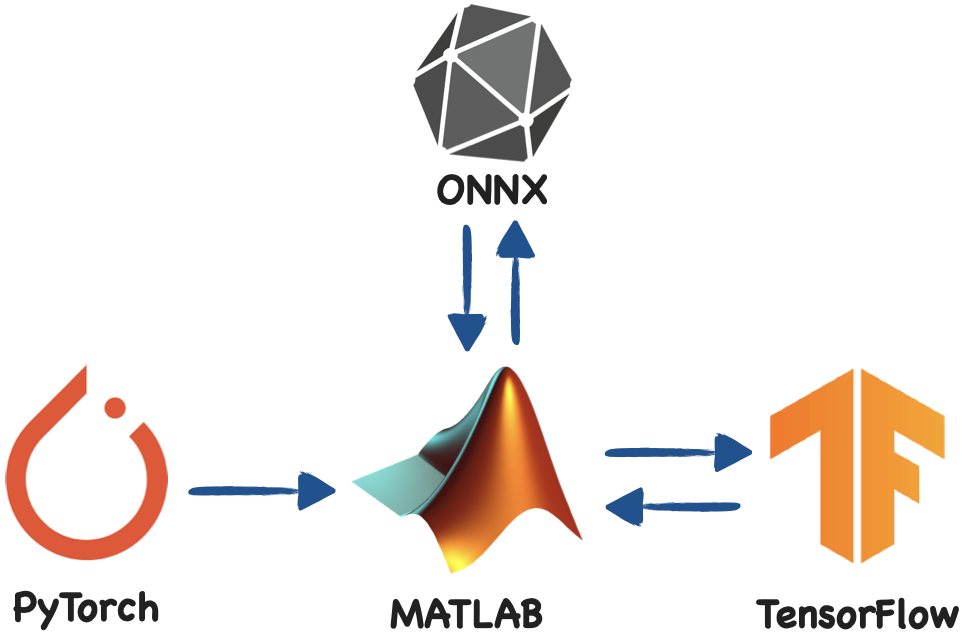 ONNX
PyTorch
MATLAB
TensorFlow